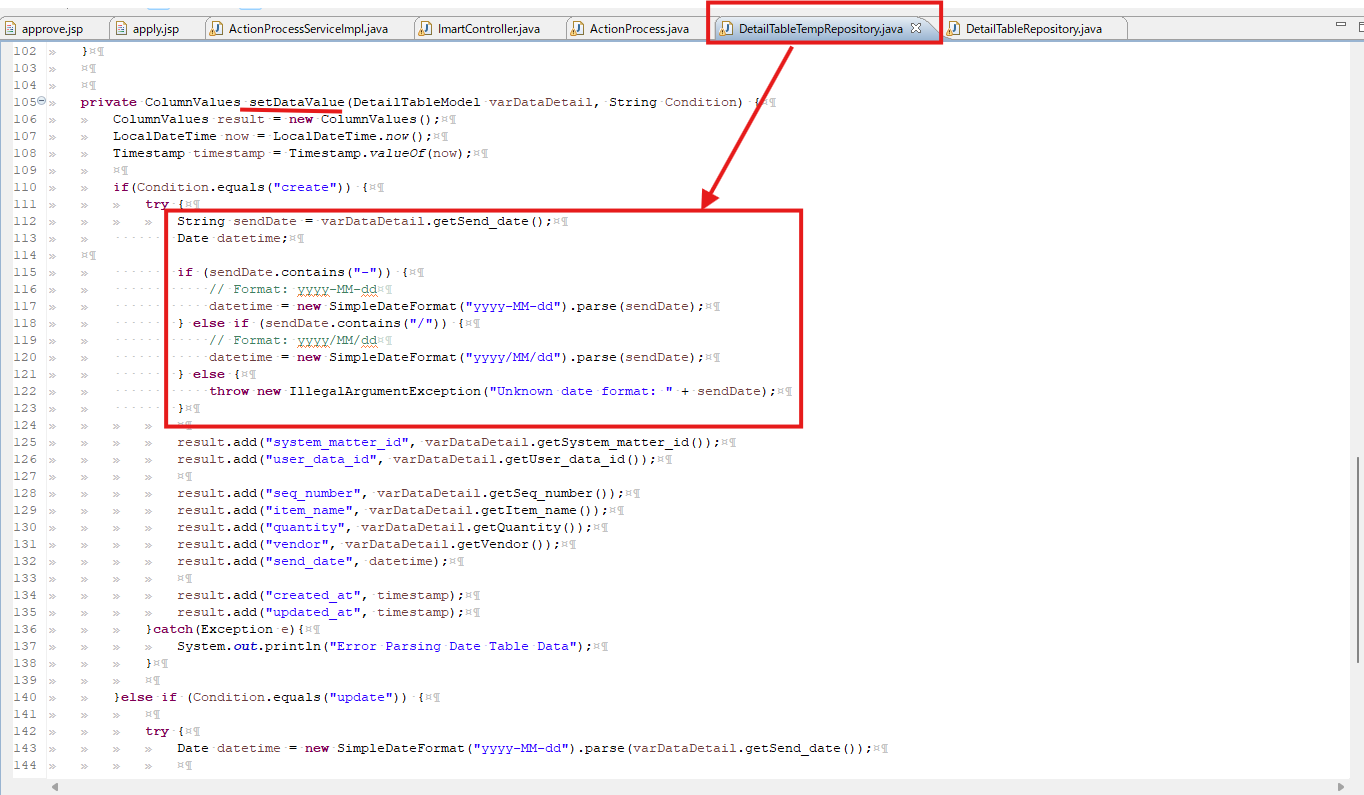 approve.jsp apply.jsp ActionProcessServiceImpl.java ImartController.java ActionProcess.java DetailTableTempRepository.java DetailTableRepository.java
102 }
103
104
105 private ColumnValues setDataValue(DetailTableModel varDataDetail, String Condition) {
106 ColumnValues result = new ColumnValues();
107 LocalDateTime now = LocalDateTime.now();
108 Timestamp timestamp = Timestamp.valueOf(now);
109
110 if(Condition.equals("create")) {
111 try {
112 String sendDate = varDataDetail.getSend_date();
113 Date datetime;
114
115 if (sendDate.contains("-")) {
116 // Format: yyyy-MM-dd
117 datetime = new SimpleDateFormat("yyyy-MM-dd").parse(sendDate);
118 } else if (sendDate.contains("/")) {
119 // Format: yyyy/MM/dd
120 datetime = new SimpleDateFormat("yyyy/MM/dd").parse(sendDate);
121 } else {
122 throw new IllegalArgumentException("Unknown date format: " + sendDate);
123 }
124
125 result.add("system_matter_id", varDataDetail.getSystem_matter_id());
126 result.add("user_data_id", varDataDetail.getUser_data_id());
127
128 result.add("seq_number", varDataDetail.getSeq_number());
129 result.add("item_name", varDataDetail.getItem_name());
130 result.add("quantity", varDataDetail.getQuantity());
131 result.add("vendor", varDataDetail.getVendor());
132 result.add("send_date", datetime);
133
134 result.add("created_at", timestamp);
135 result.add("updated_at", timestamp);
136 }catch(Exception e){
137 System.out.println("Error Parsing Date Table Data");
138 }
139
140 }else if (Condition.equals("update")) {
141
142 try {
143 Date datetime = new SimpleDateFormat("yyyy-MM-dd").parse(varDataDetail.getSend_date());
144